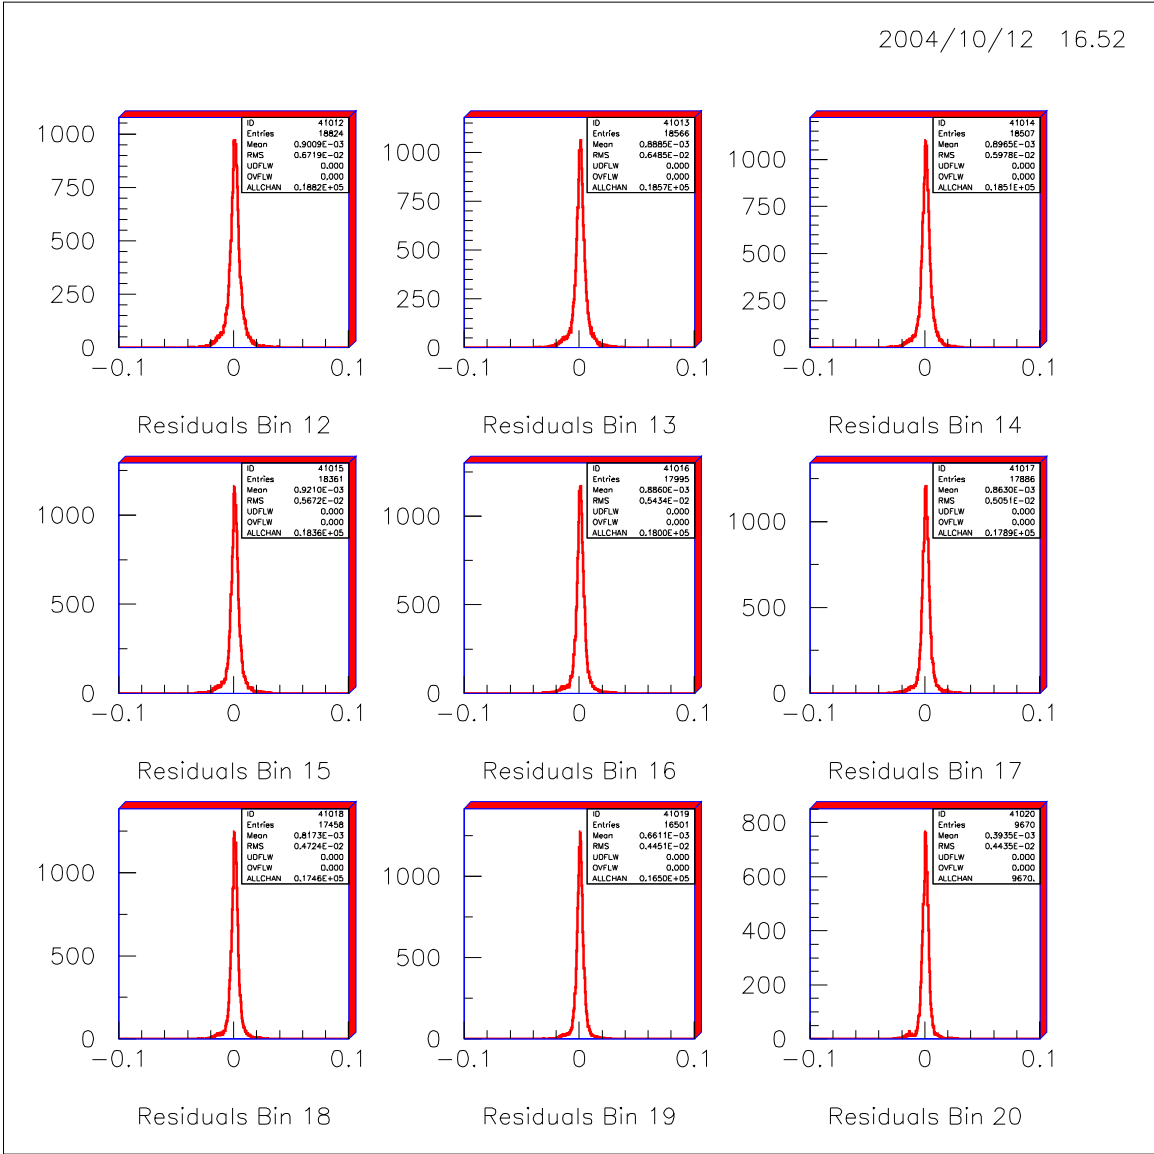 2004/10/12 16.52
ID 41012
Entries 18824
Mean 0.9009E-03
RMS 0.6719E-02
UDFLW 0.000
OVFLW 0.000
ALLCHAN 0.1882E+05
1000
750
500
250
0
-0.1 0 0.1
Residuals Bin 12
ID 41013
Entries 18566
Mean 0.8885E-03
RMS 0.6485E-02
UDFLW 0.000
OVFLW 0.000
ALLCHAN 0.1857E+05
1000
750
500
250
0
-0.1 0 0.1
Residuals Bin 13
ID 41014
Entries 18507
Mean 0.8965E-03
RMS 0.5978E-02
UDFLW 0.000
OVFLW 0.000
ALLCHAN 0.1851E+05
1000
750
500
250
0
-0.1 0 0.1
Residuals Bin 14
ID 41015
Entries 18361
Mean 0.9210E-03
RMS 0.5672E-02
UDFLW 0.000
OVFLW 0.000
ALLCHAN 0.1836E+05
1000
500
0
-0.1 0 0.1
Residuals Bin 15
ID 41016
Entries 17995
Mean 0.8860E-03
RMS 0.5434E-02
UDFLW 0.000
OVFLW 0.000
ALLCHAN 0.1800E+05
1000
500
0
-0.1 0 0.1
Residuals Bin 16
ID 41017
Entries 17886
Mean 0.8630E-03
RMS 0.5051E-02
UDFLW 0.000
OVFLW 0.000
ALLCHAN 0.1789E+05
1000
500
0
-0.1 0 0.1
Residuals Bin 17
ID 41018
Entries 17458
Mean 0.8173E-03
RMS 0.4724E-02
UDFLW 0.000
OVFLW 0.000
ALLCHAN 0.1746E+05
1000
500
0
-0.1 0 0.1
Residuals Bin 18
ID 41019
Entries 16501
Mean 0.6611E-03
RMS 0.4451E-02
UDFLW 0.000
OVFLW 0.000
ALLCHAN 0.1650E+05
1000
500
0
-0.1 0 0.1
Residuals Bin 19
ID 41020
Entries 9670
Mean 0.3935E-03
RMS 0.4435E-02
UDFLW 0.000
OVFLW 0.000
ALLCHAN 9670.
800
600
400
200
0
-0.1 0 0.1
Residuals Bin 20